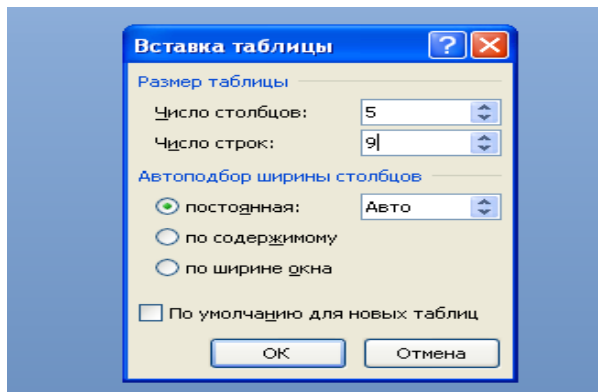 Вставка таблицы
Размер таблицы
Число столбцов: 5
Число строк: 9
Автоподбор ширины столбцов
постоянная: Авто
по содержимому
по ширине окна
По умолчанию для новых таблиц
ОК Отмена